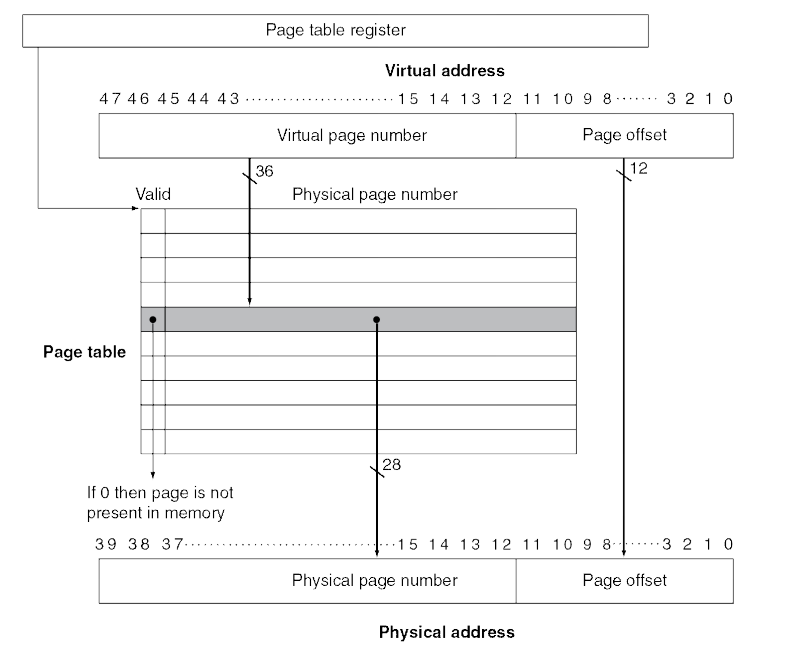 Page table register
Virtual address
47 46 45 44 43 ..................... 15 14 13 12 11 10 9 8 ...... 3 2 1 0
Virtual page number Page offset
36 12
Valid Physical page number
Page table
28
If 0 then page is not
present in memory
39 38 37 ........................... 15 14 13 12 11 10 9 8 ....... 3 2 1 0
Physical page number Page offset
Physical address